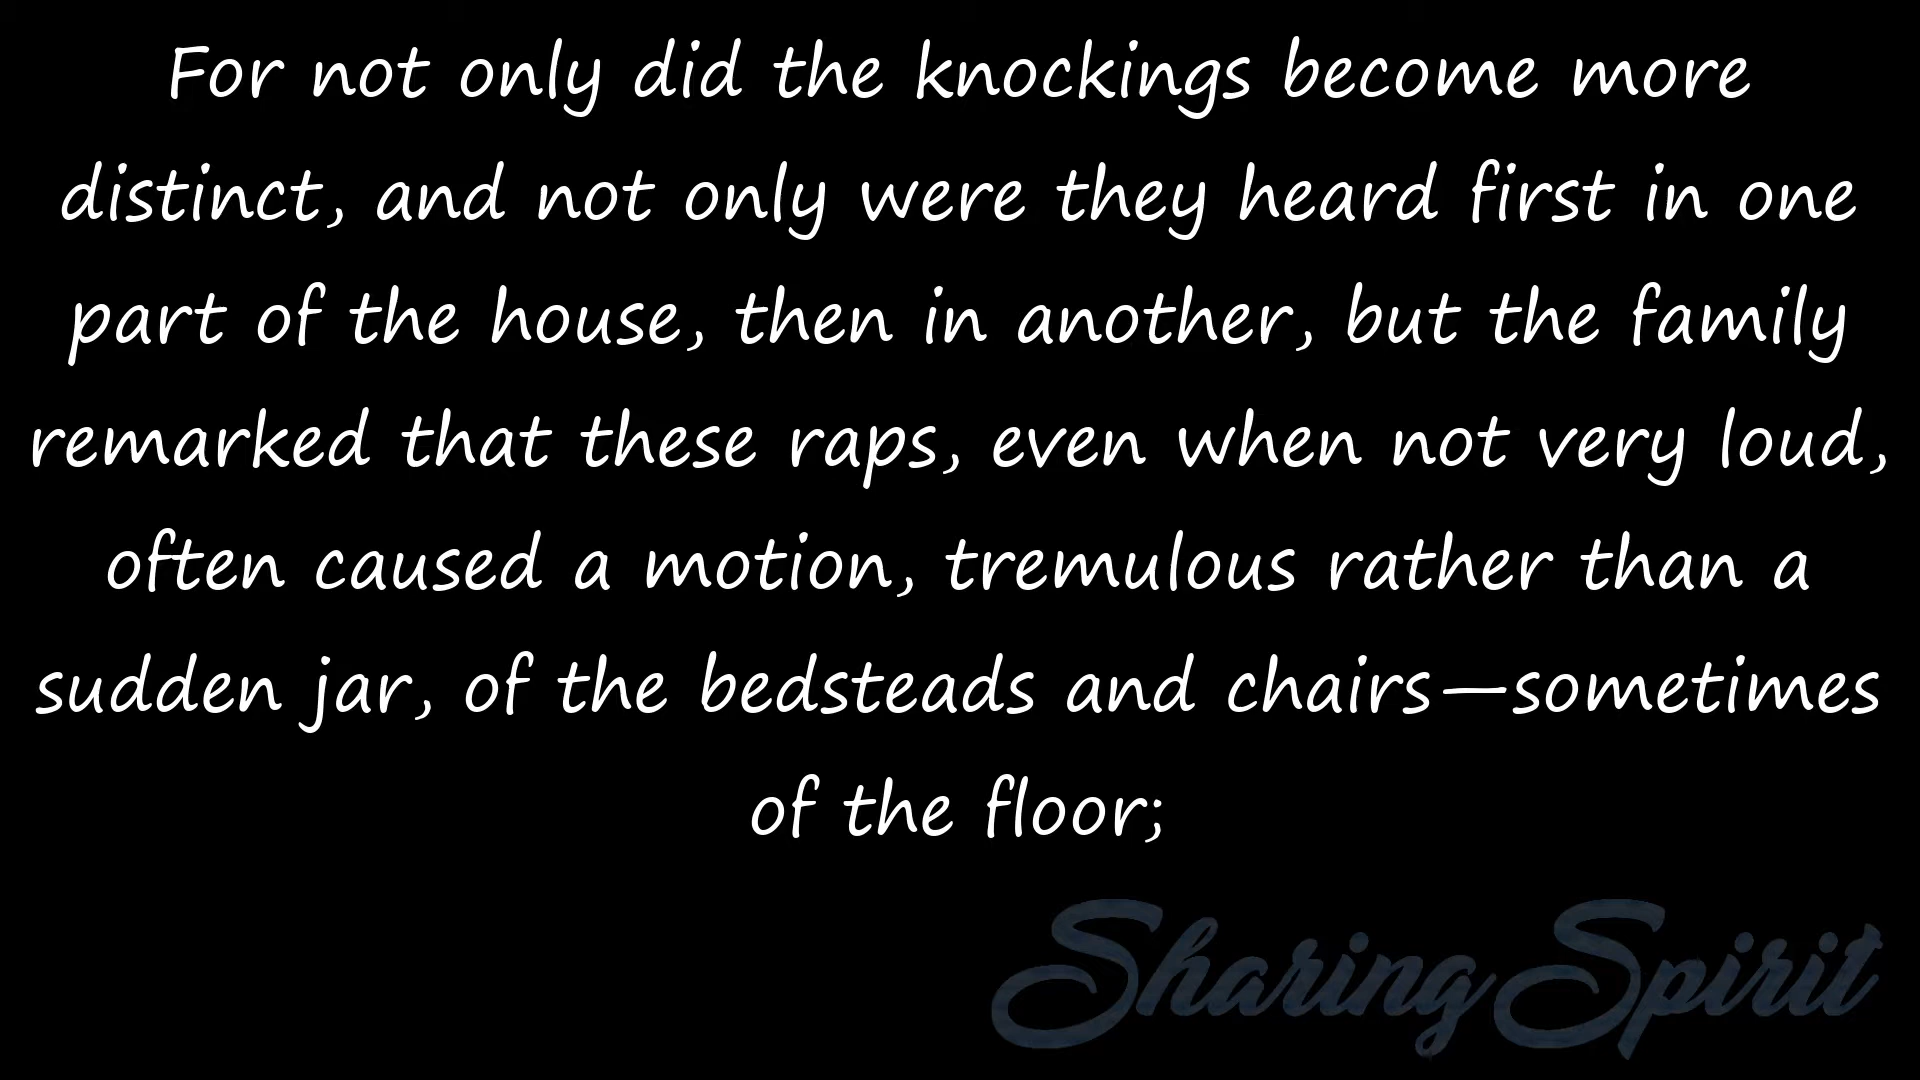 For not only did the knockings become more
distinct, and not only were they heard first in one
part of the house, then in another, but the family
remarked that these raps, even when not very loud,
often caused a motion, tremulous rather than a
sudden jar, of the bedsteads and chairs—sometimes
of the floor;
Sharing Spirit